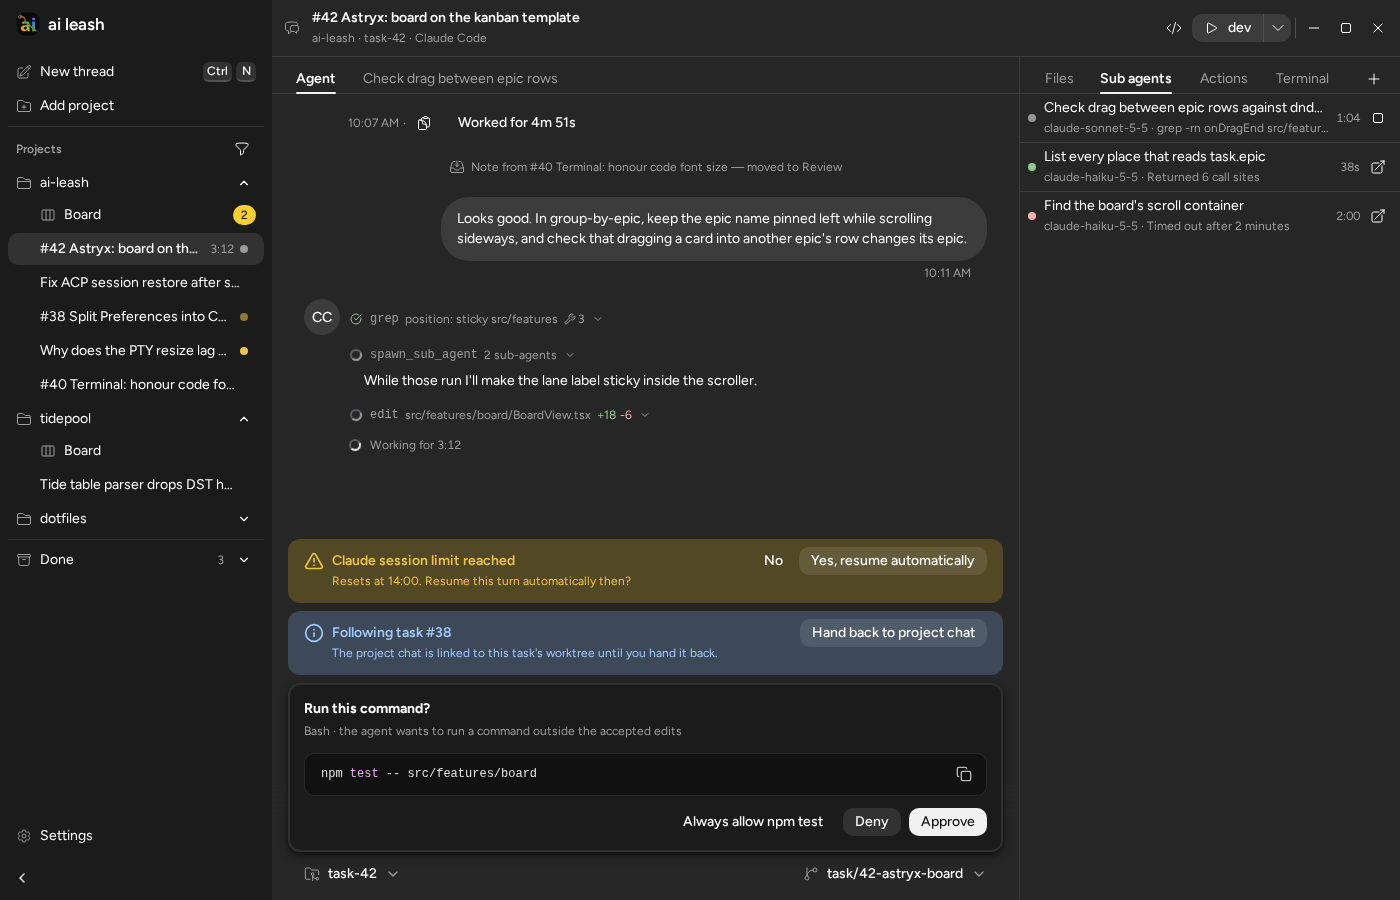 ai leash
New thread
Ctrl N
Add project
Projects
ai-leash
Board
2
#42 Astryx: board on th...
3:12
Fix ACP session restore after s...
#38 Split Preferences into C...
Why does the PTY resize lag ...
#40 Terminal: honour code fo...
tidepool
Board
Tide table parser drops DST h...
dotfiles
Done
3
Settings
#42 Astryx: board on the kanban template
ai-leash · task-42 · Claude Code
dev
Agent
Check drag between epic rows
10:07 AM ·
Worked for 4m 51s
Note from #40 Terminal: honour code font size — moved to Review
Looks good. In group-by-epic, keep the epic name pinned left while scrolling
sideways, and check that dragging a card into another epic's row changes its epic.
10:11 AM
CC
grep position: sticky src/features 3
spawn_sub_agent 2 sub-agents
While those run I'll make the lane label sticky inside the scroller.
edit src/features/board/BoardView.tsx +18 -6
Working for 3:12
Claude session limit reached
Resets at 14:00. Resume this turn automatically then?
No
Yes, resume automatically
Following task #38
The project chat is linked to this task's worktree until you hand it back.
Hand back to project chat
Run this command?
Bash · the agent wants to run a command outside the accepted edits
npm test -- src/features/board
Always allow npm test
Deny
Approve
task-42
task/42-astryx-board
Files
Sub agents
Actions
Terminal
Check drag between epic rows against dnd...
claude-sonnet-5-5 · grep -rn onDragEnd src/featur...
1:04
List every place that reads task.epic
claude-haiku-5-5 · Returned 6 call sites
38s
Find the board's scroll container
claude-haiku-5-5 · Timed out after 2 minutes
2:00